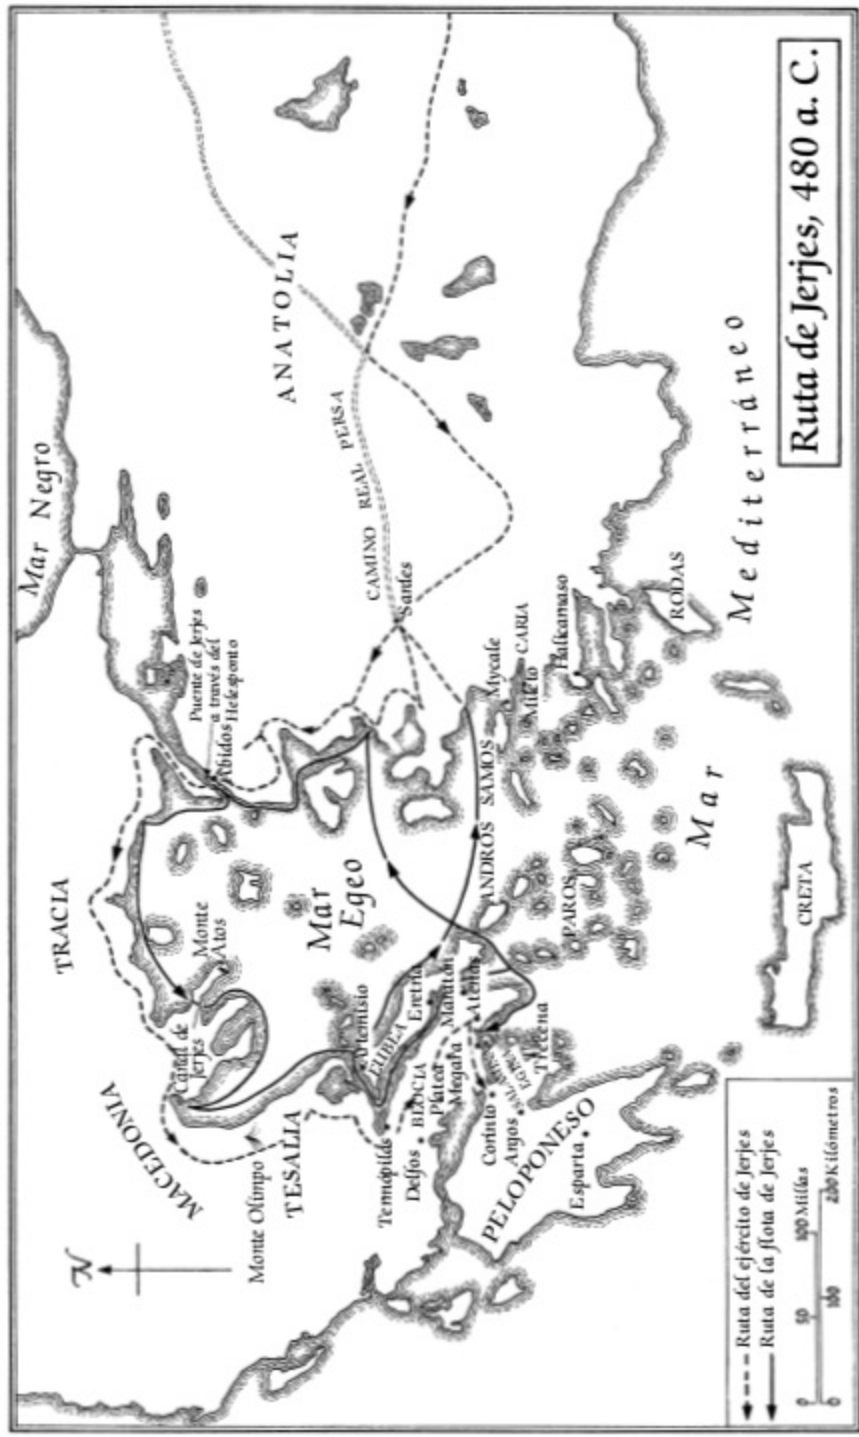 Ruta de Jerjes, 480 a. C.
N
Mar Negro
TRACIA
MACEDONIA
Puente de Jerjes
a través del
Helesponto
Abidos
ANATOLIA
CAMINO REAL PERSA
Sardes
Canal de
Jerjes
Monte
Atos
Monte Olimpo
TESALIA
Mar
Egeo
Artemisio
EUBEA
Eretria
Termópilas
Delfos
BEOCIA
Platea
Maratón
Megara
Atenas
ANDROS
SAMOS
Mycale
CARIA
Mileto
Halicarnaso
Corinto
SALAMINA
EGINA
Argos
Trecena
PAROS
PELOPONESO
Esparta
RODAS
Mar
Mediterráneo
CRETA
Ruta del ejército de Jerjes
Ruta de la flota de Jerjes
0 50 100 Millas
0 100 200 Kilómetros